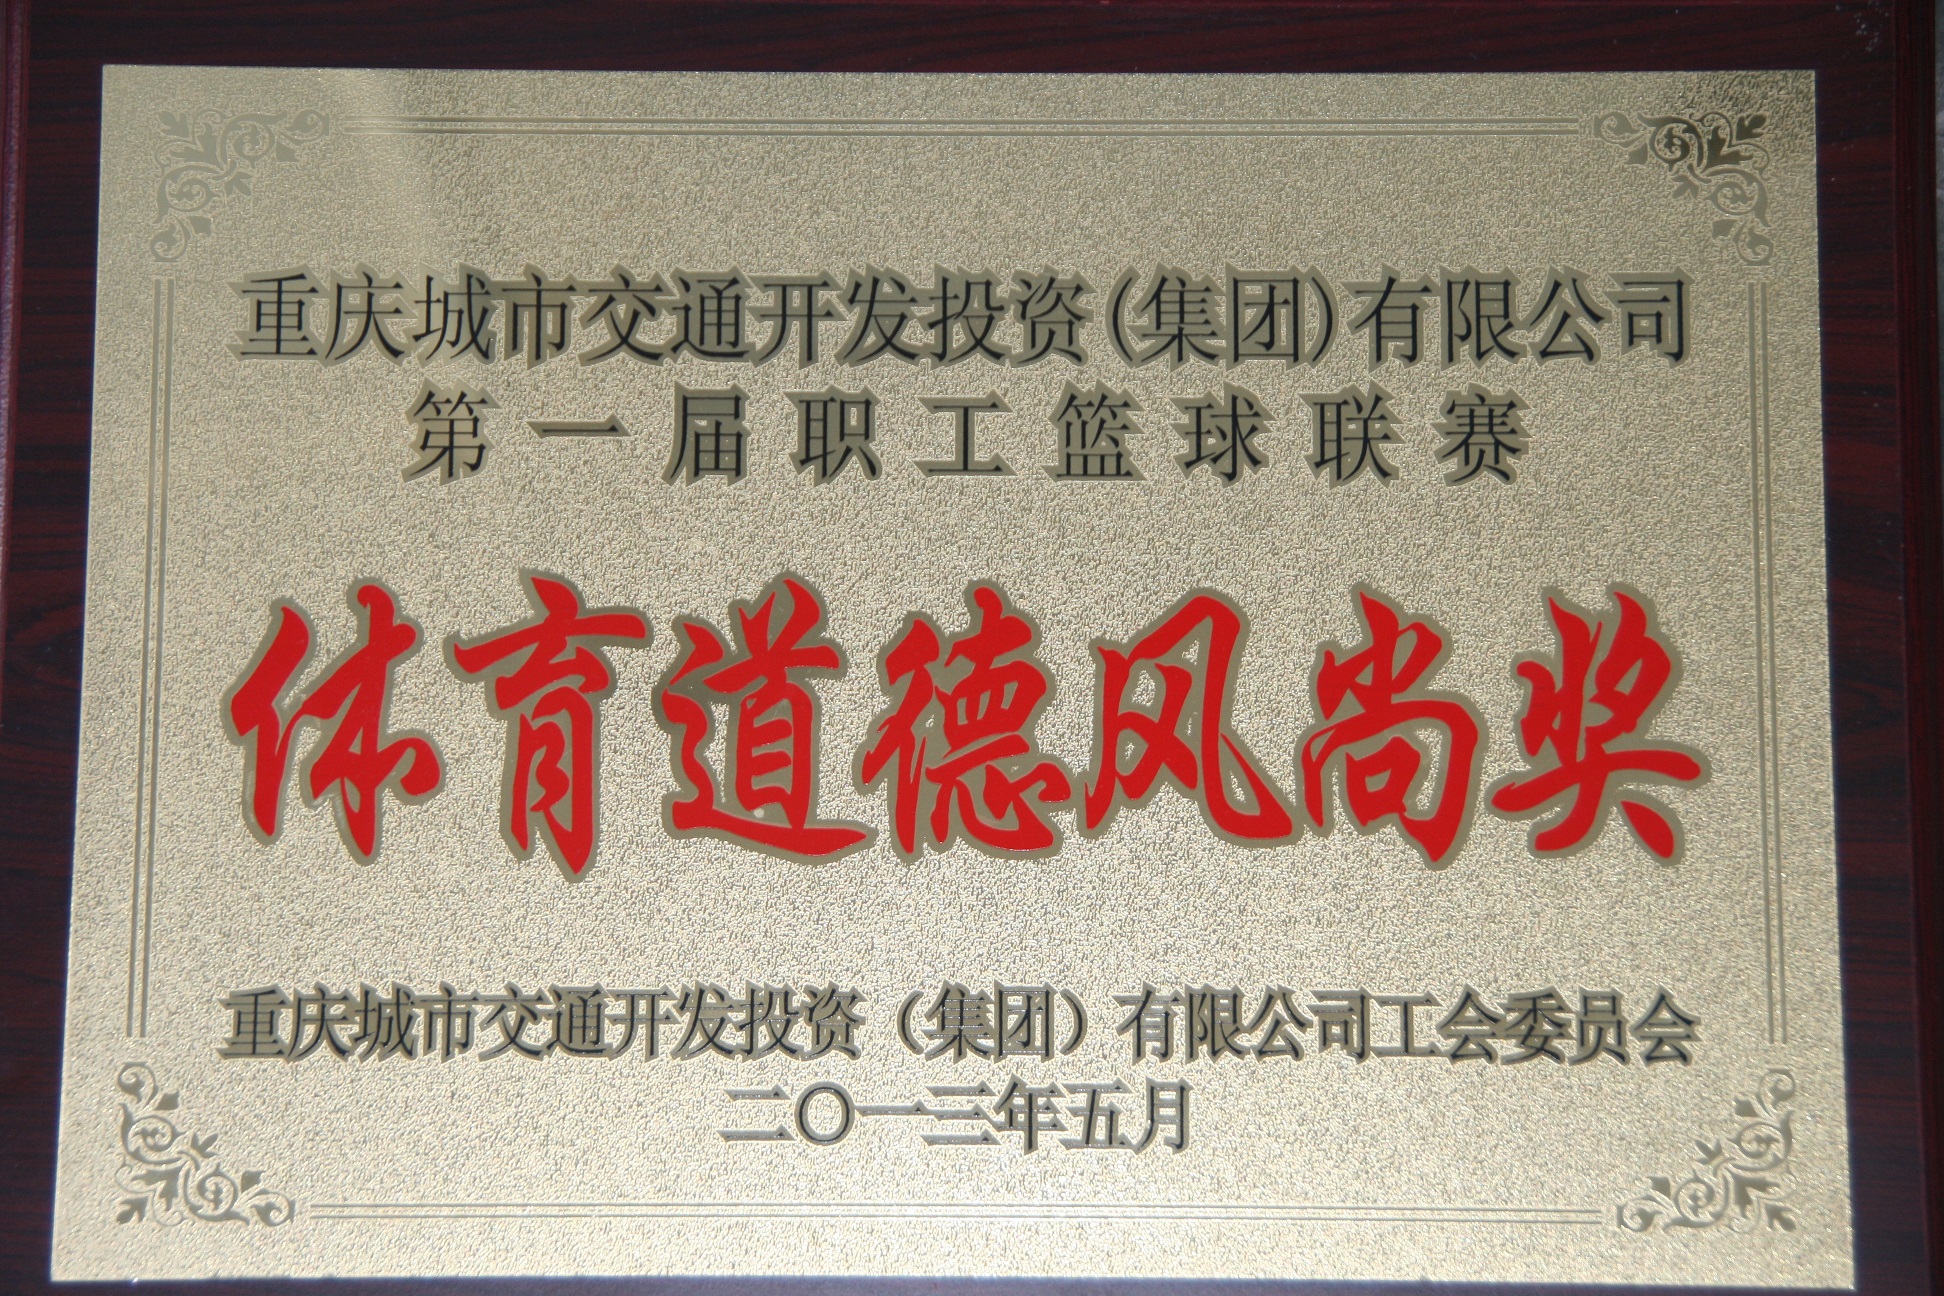 重庆城市交通开发投资(集团)有限公司
第一届职工篮球联赛
体育道德风尚奖
重庆城市交通开发投资（集团）有限公司工会委员会
二〇一三年五月